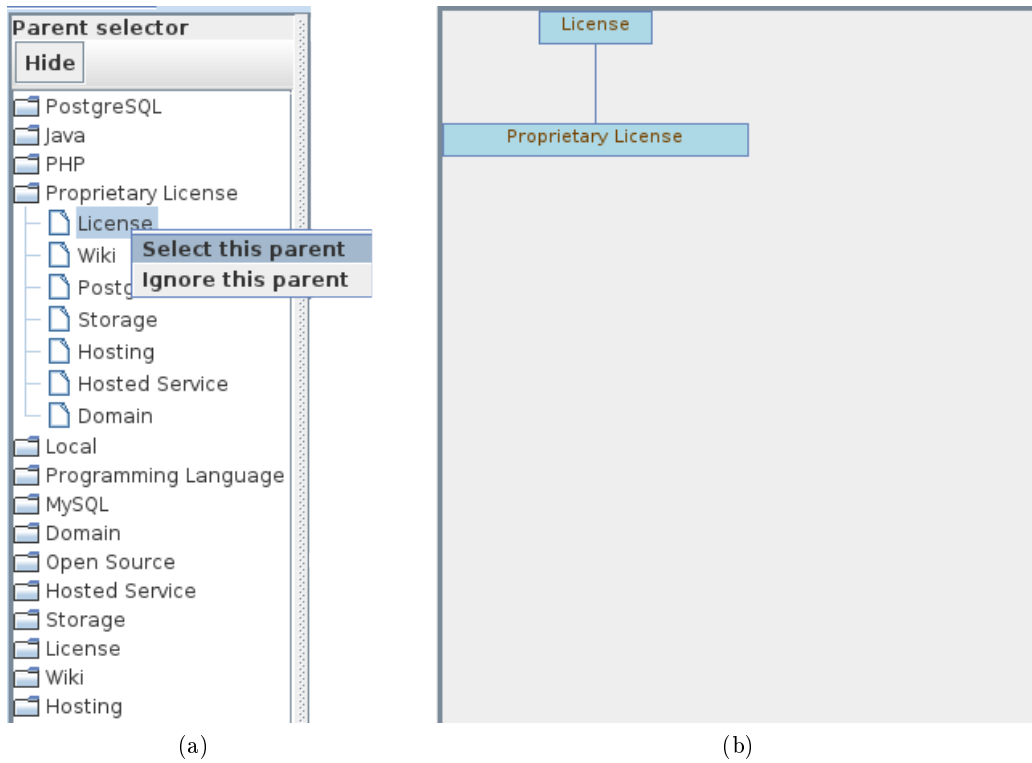 Parent selector
Hide
PostgreSQL
Java
PHP
Proprietary License
License
Select this parent
Wiki
Ignore this parent
Postg
Storage
Hosting
Hosted Service
Domain
Local
Programming Language
MySQL
Domain
Open Source
Hosted Service
Storage
License
Wiki
Hosting
(a)
License
Proprietary License
(b)